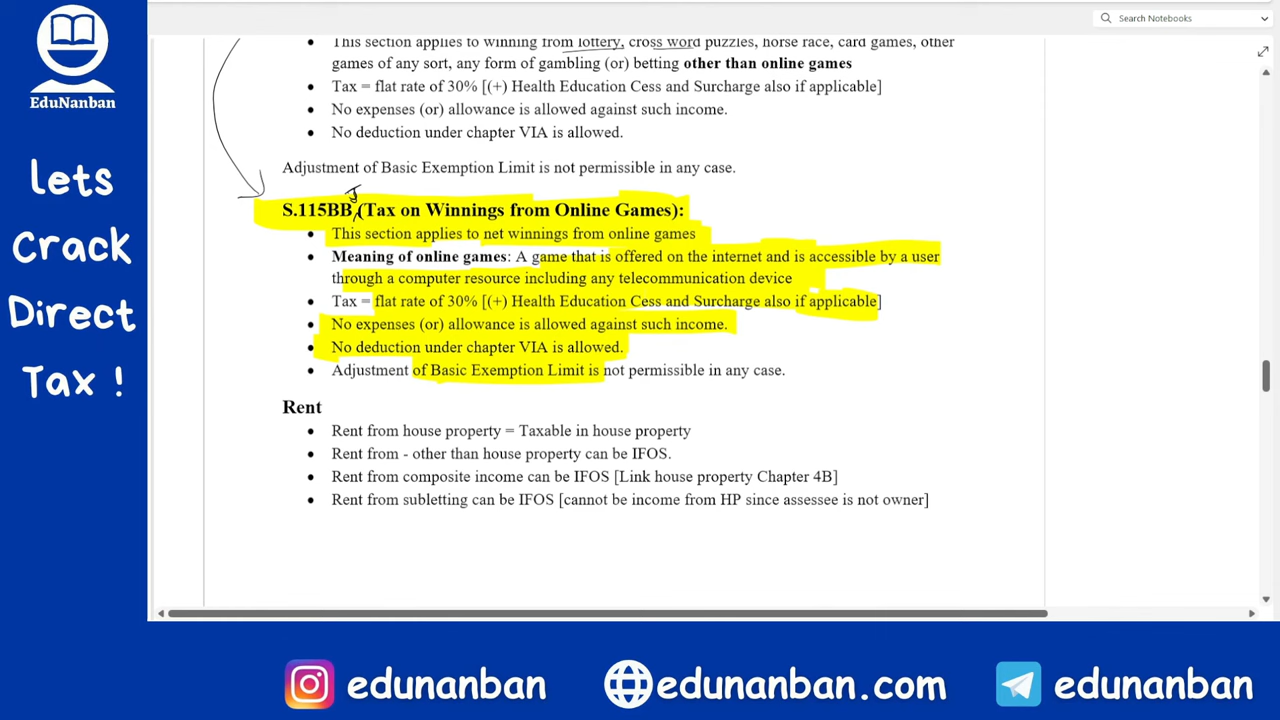 Search Notebooks
EduNanban
Lets
Crack
Direct
Tax !
• This section applies to winning from lottery, cross word puzzles, horse race, card games, other
games of any sort, any form of gambling (or) betting other than online games
• Tax = flat rate of 30% [(+) Health Education Cess and Surcharge also if applicable]
• No expenses (or) allowance is allowed against such income.
• No deduction under chapter VIA is allowed.
Adjustment of Basic Exemption Limit is not permissible in any case.
J
S.115BB (Tax on Winnings from Online Games):
• This section applies to net winnings from online games
• Meaning of online games: A game that is offered on the internet and is accessible by a user
through a computer resource including any telecommunication device
• Tax = flat rate of 30% [(+) Health Education Cess and Surcharge also if applicable]
• No expenses (or) allowance is allowed against such income.
• No deduction under chapter VIA is allowed.
• Adjustment of Basic Exemption Limit is not permissible in any case.
Rent
• Rent from house property = Taxable in house property
• Rent from - other than house property can be IFOS.
• Rent from composite income can be IFOS [Link house property Chapter 4B]
• Rent from subletting can be IFOS [cannot be income from HP since assessee is not owner]
edunanban
edunanban.com
edunanban